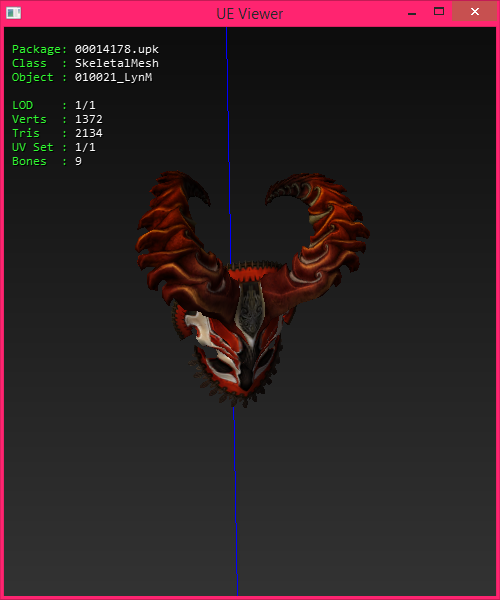 UE Viewer
Package: 00014178.upk
Class  : SkeletalMesh
Object : 010021_LynM
LOD    : 1/1
Verts  : 1372
Tris   : 2134
UV Set : 1/1
Bones  : 9